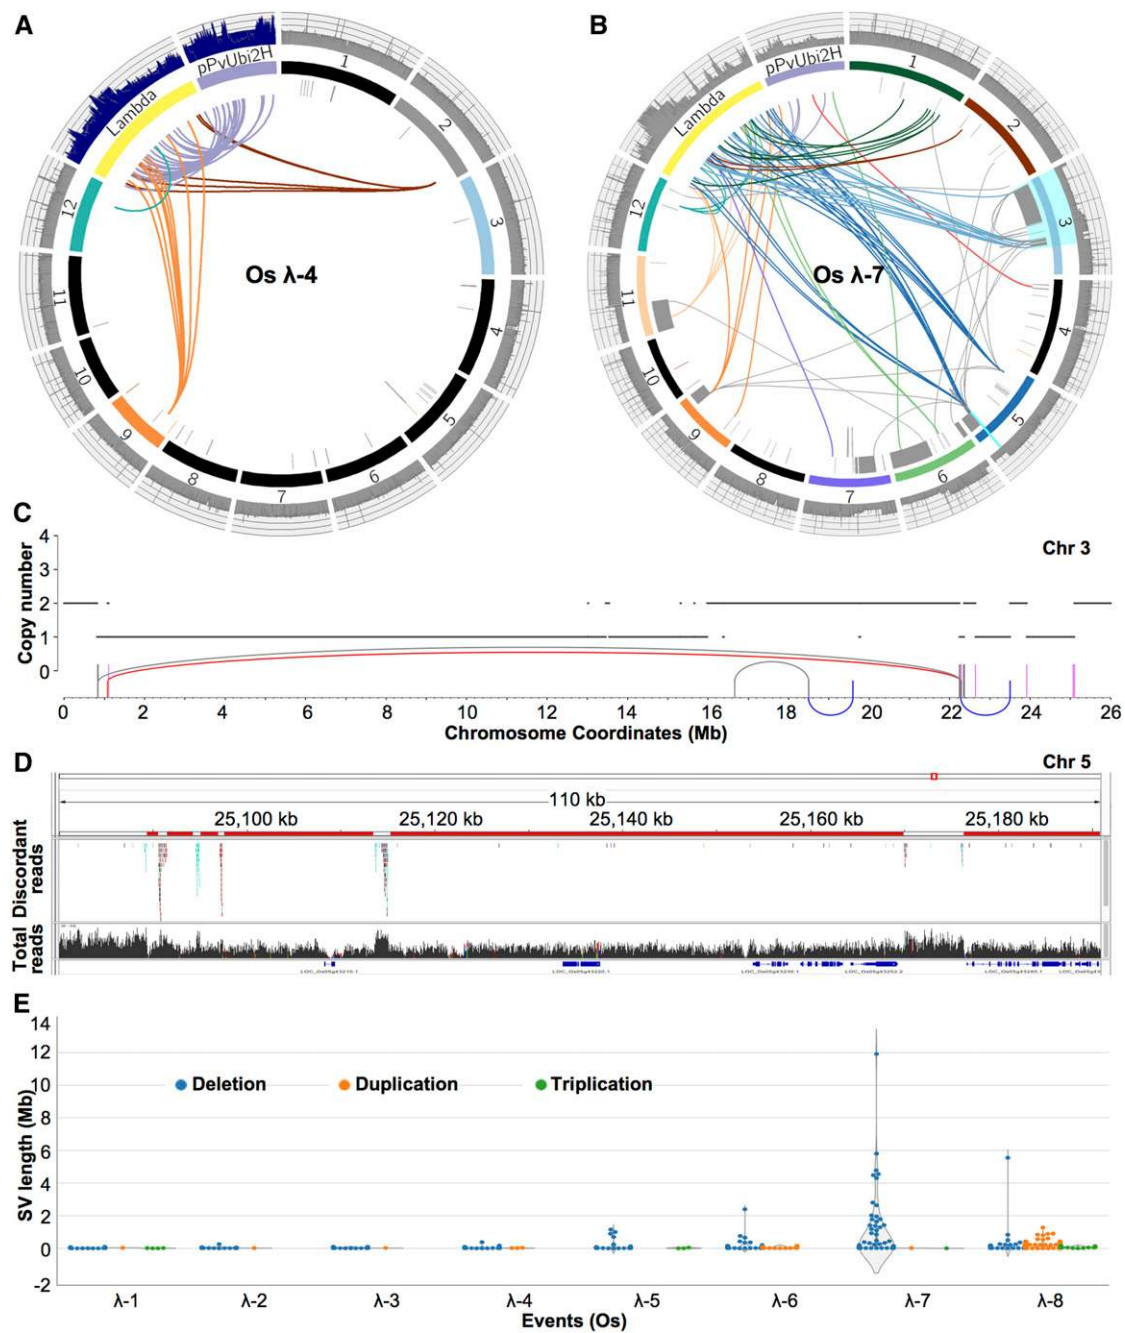 A
B
pPvUbi2H
Lambda
1
2
3
4
5
6
7
8
9
10
11
12
Os λ-4
pPvUbi2H
Lambda
1
2
3
4
5
6
7
8
9
10
11
12
Os λ-7
C
Chr 3
Copy number
4
3
2
1
0
0 2 4 6 8 10 12 14 16 18 20 22 24 26
Chromosome Coordinates (Mb)
D
Chr 5
110 kb
25,100 kb 25,120 kb 25,140 kb 25,160 kb 25,180 kb
Discordant reads
Total reads
E
SV length (Mb)
14
12
10
8
6
4
2
0
-2
Deletion Duplication Triplication
λ-1 λ-2 λ-3 λ-4 λ-5 λ-6 λ-7 λ-8
Events (Os)